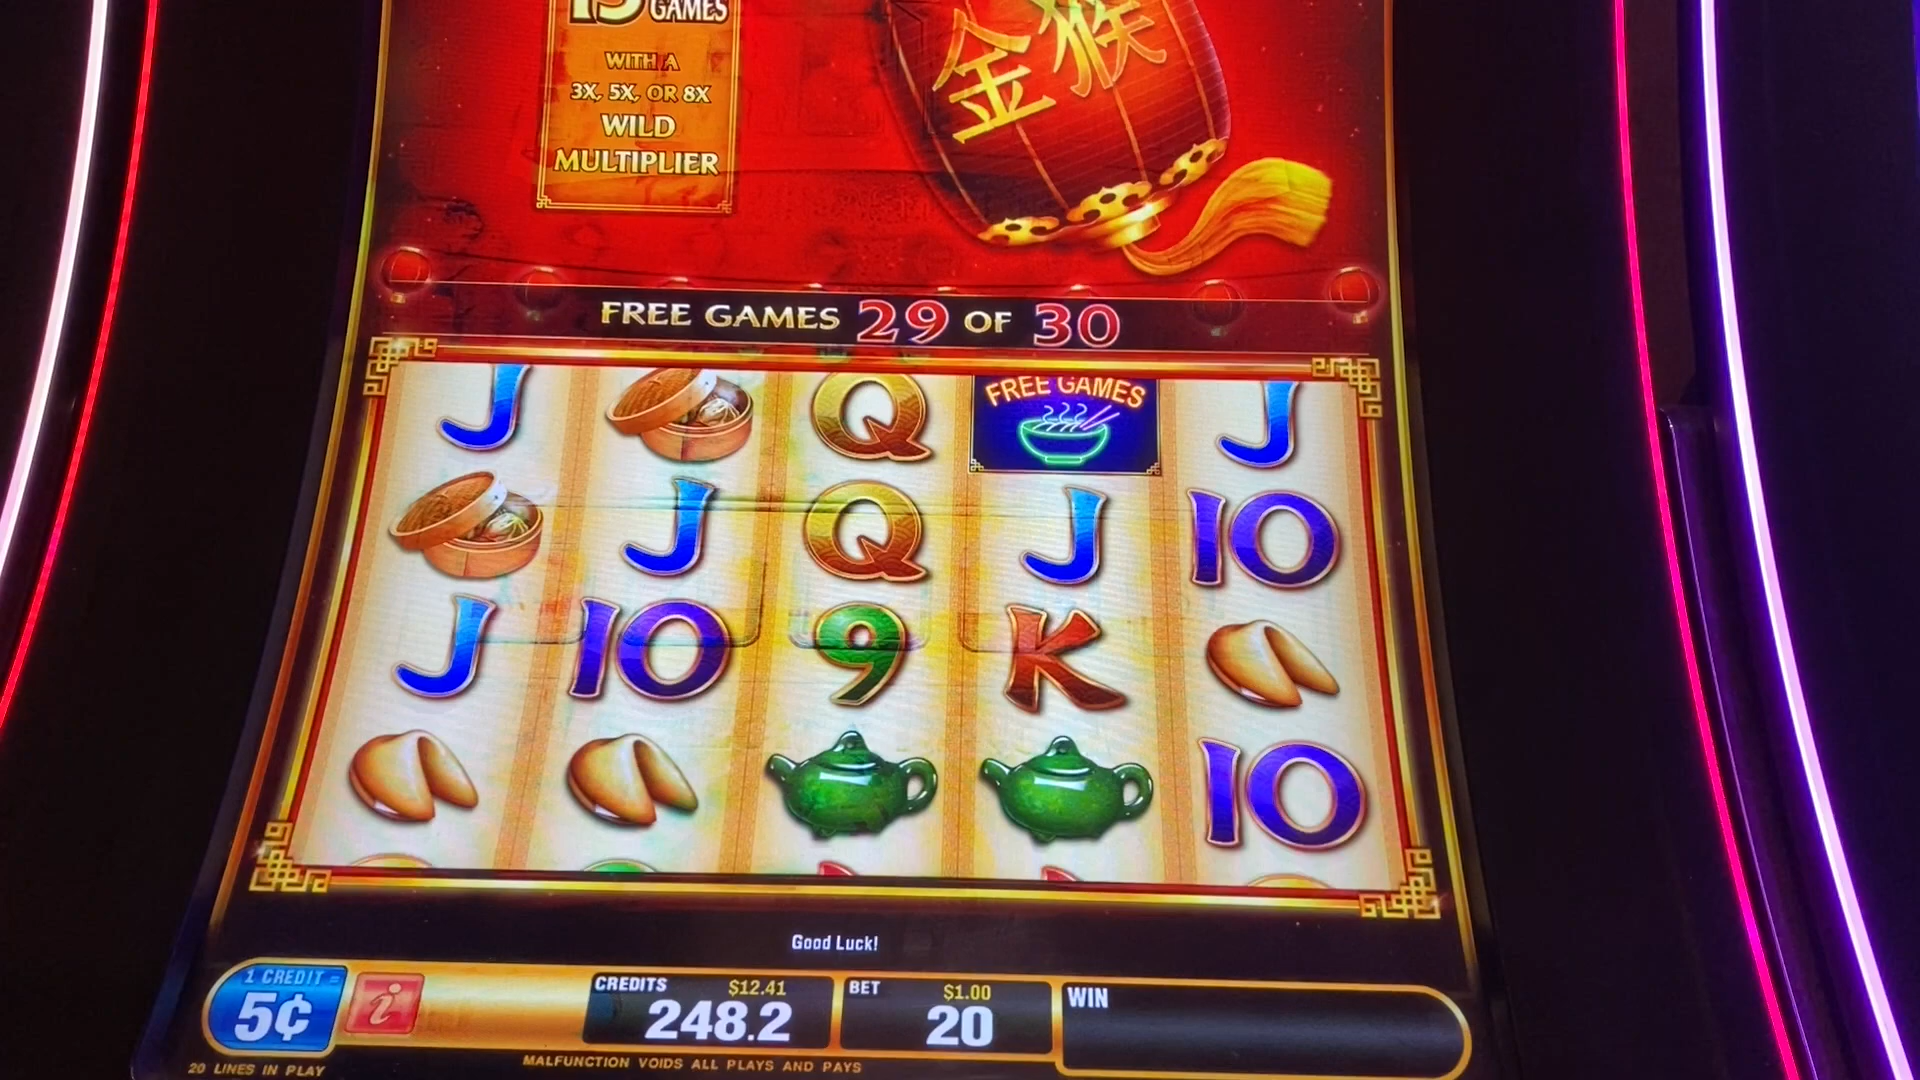 15 GAMES
WITH A
3X, 5X, OR 8X
WILD
MULTIPLIER
金猴
FREE GAMES 29 OF 30
J Q FREE GAMES J
J Q J 10
J 10 9 K
10
Good Luck!
1 CREDIT =
5¢
i
CREDITS $12.41
248.2
BET $1.00
20
WIN
20 LINES IN PLAY
MALFUNCTION VOIDS ALL PLAYS AND PAYS